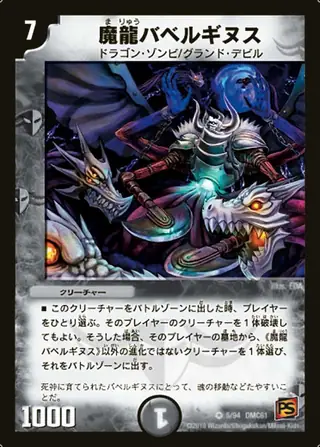 7
ま りゅう
魔龍バベルギヌス
ドラゴン・ゾンビ/グランド・デビル
illus. EBA
クリーチャー
■ このクリーチャーをバトルゾーンに出した時、プレイヤー
をひとり選ぶ。そのプレイヤーのクリーチャーを1体破壊し
てもよい。そうした場合、そのプレイヤーの墓地から、《魔龍
バベルギヌス》以外の進化ではないクリーチャーを1体選び、
それをバトルゾーンに出す。
死神に育てられたバベルギヌスにとって、魂の移動などたやすいこ
とだ。
1000
1
5/94 DMC61
PS
Wizards/Shogakukan/Mitsui-Kids